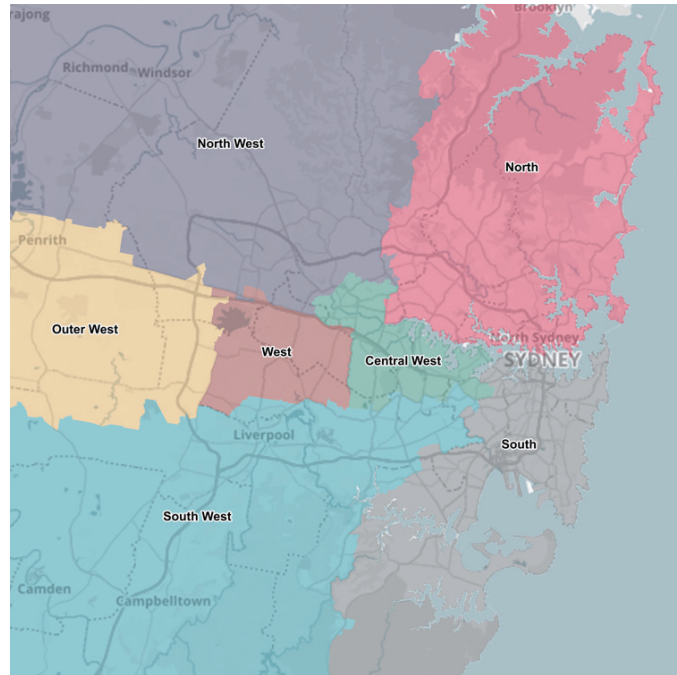 rajong
Brooklyn
Richmond
Windsor
North West
North
Penrith
Outer West
West
Central West
North Sydney
SYDNEY
Liverpool
South
South West
Camden
Campbelltown